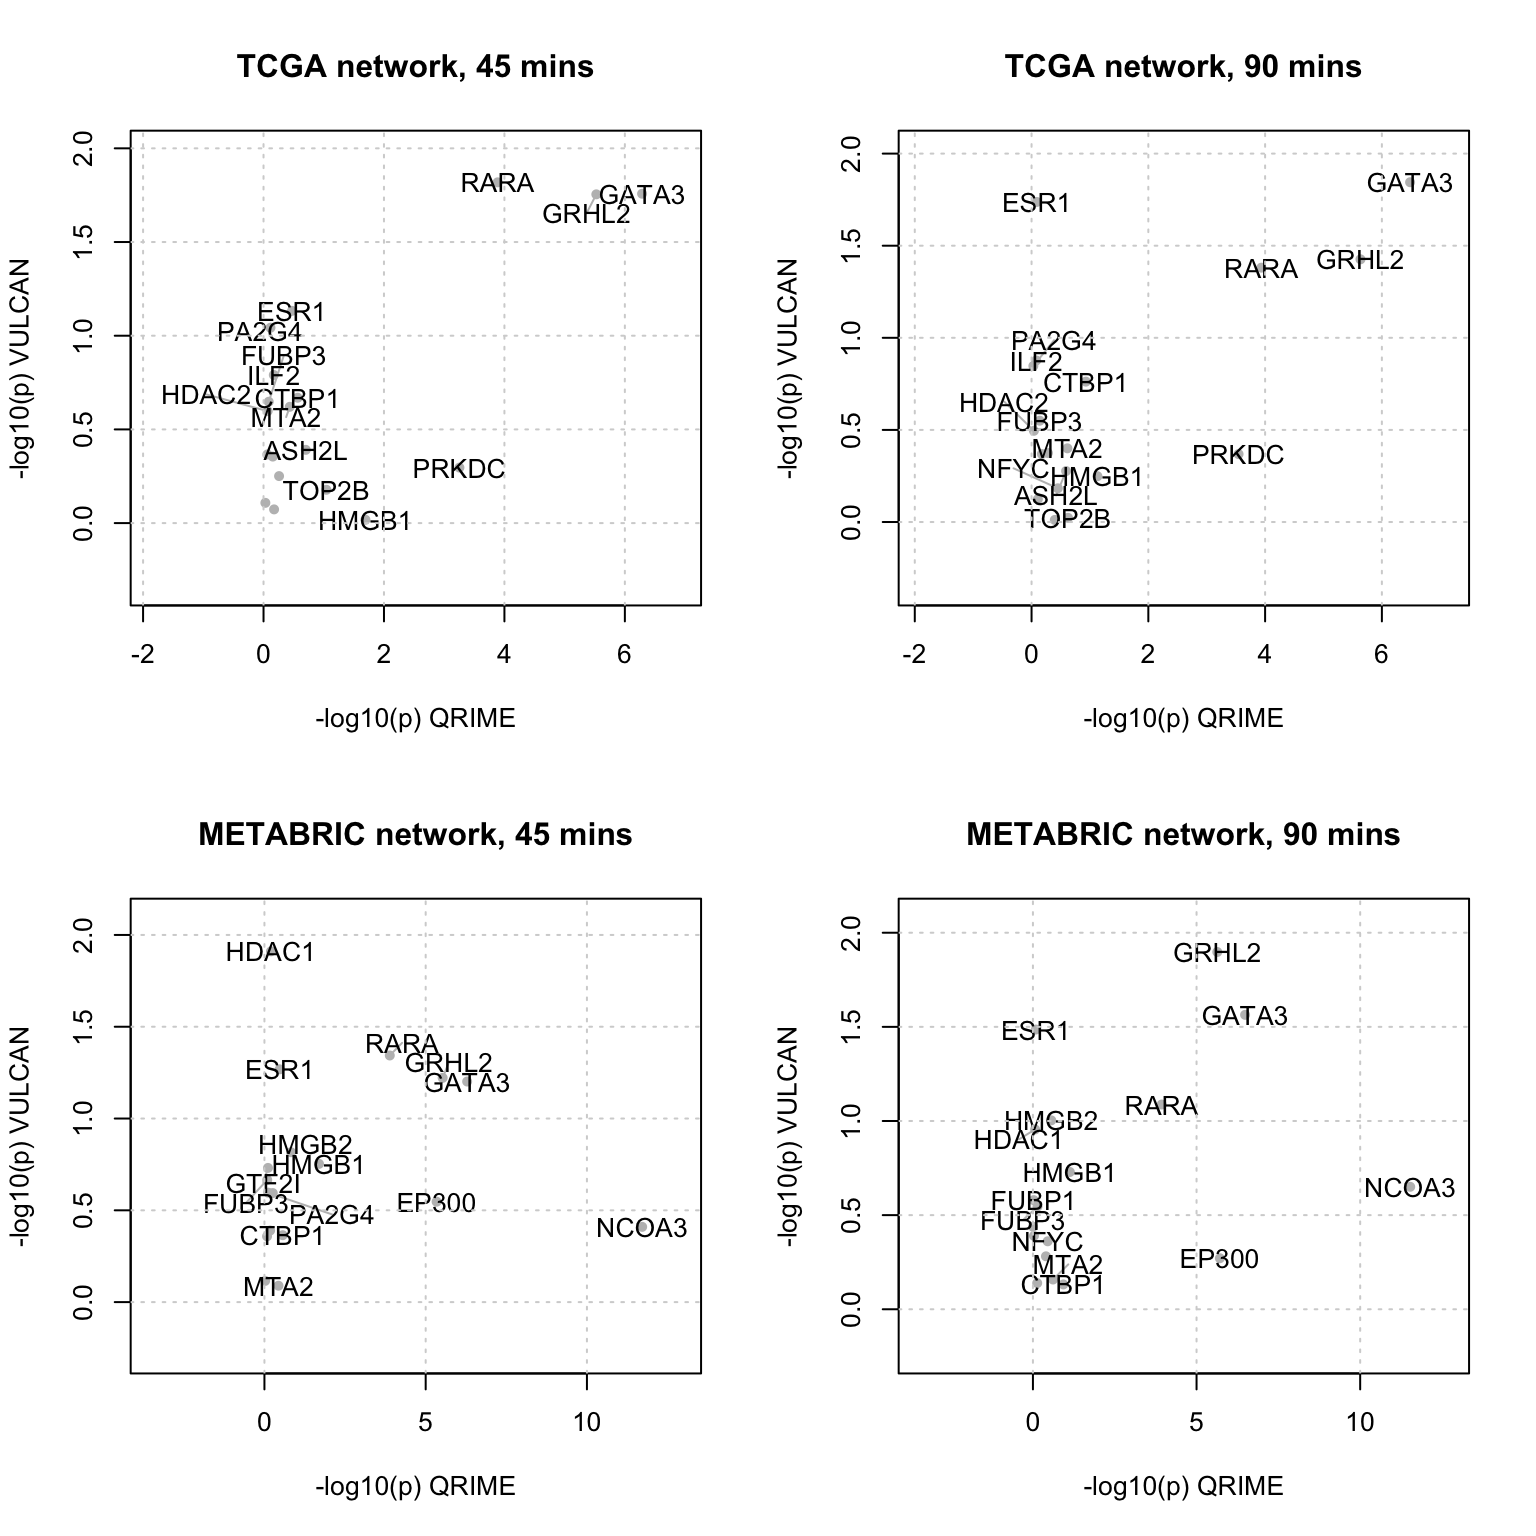 TCGA network, 45 mins
-log10(p) VULCAN
2.0
1.5
1.0
0.5
0.0
RARA
GATA3
GRHL2
ESR1
PA2G4
FUBP3
ILF2
HDAC2
CTBP1
MTA2
ASH2L
PRKDC
TOP2B
HMGB1
-2 0 2 4 6
-log10(p) QRIME
TCGA network, 90 mins
-log10(p) VULCAN
2.0
1.5
1.0
0.5
0.0
GATA3
ESR1
GRHL2
RARA
PA2G4
ILF2
CTBP1
HDAC2
FUBP3
MTA2
PRKDC
NFYC
HMGB1
ASH2L
TOP2B
-2 0 2 4 6
-log10(p) QRIME
METABRIC network, 45 mins
-log10(p) VULCAN
2.0
1.5
1.0
0.5
0.0
HDAC1
RARA
GRHL2
ESR1
GATA3
HMGB2
HMGB1
GTF2I
FUBP3
EP300
PA2G4
NCOA3
CTBP1
MTA2
0 5 10
-log10(p) QRIME
METABRIC network, 90 mins
-log10(p) VULCAN
2.0
1.5
1.0
0.5
0.0
GRHL2
GATA3
ESR1
RARA
HMGB2
HDAC1
HMGB1
NCOA3
FUBP1
FUBP3
NFYC
EP300
MTA2
CTBP1
0 5 10
-log10(p) QRIME